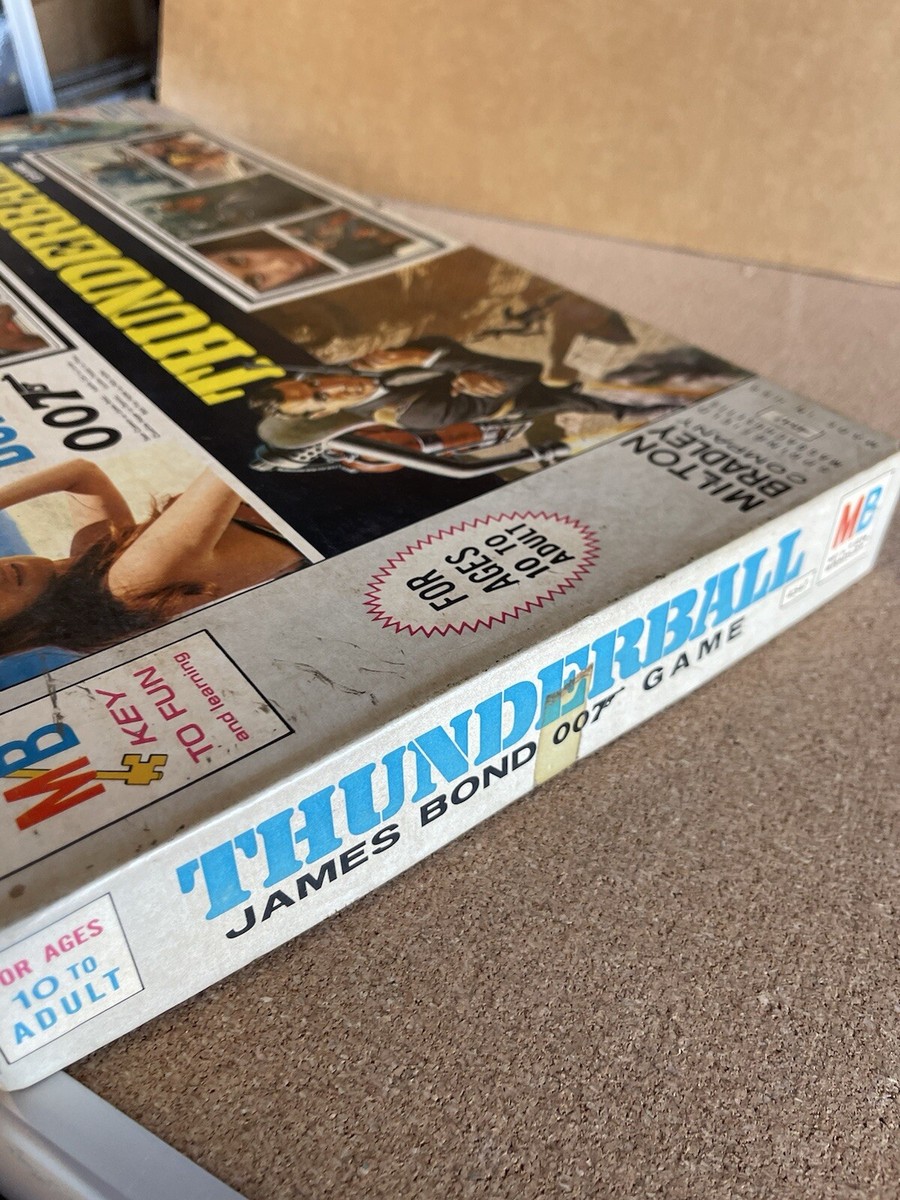 THUNDERBALL
007
MILTON
BRADLEY
COMPANY
FOR
AGES
10 TO
ADULT
MB
KEY
TO FUN
and learning
THUNDERBALL
JAMES BOND 007 GAME
MB
OR AGES
10 TO
ADULT